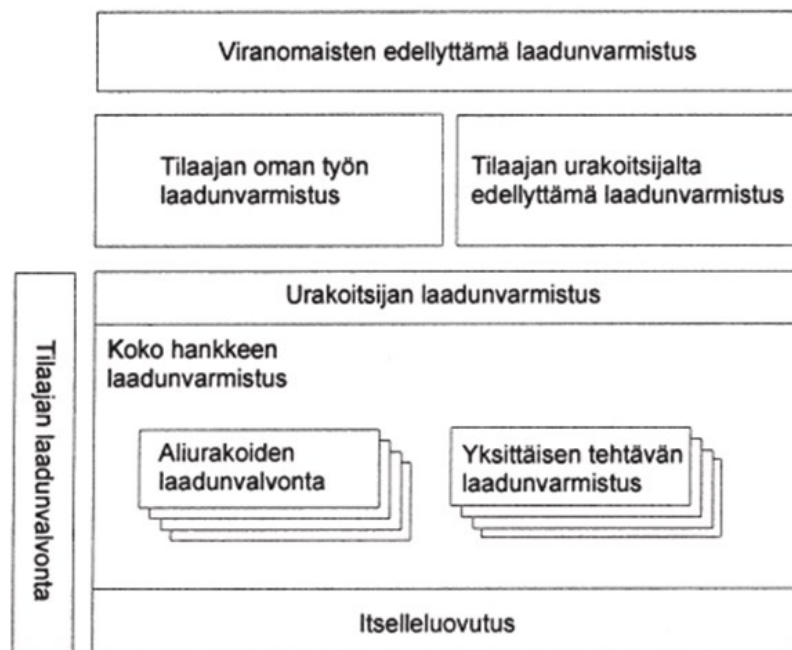 Viranomaisten edellyttämä laadunvarmistus
Tilaajan oman työn
laadunvarmistus
Tilaajan urakoitsijalta
edellyttämä laadunvarmistus
Tilaajan laadunvalvonta
Urakoitsijan laadunvarmistus
Koko hankkeen
laadunvarmistus
Aliurakoiden
laadunvalvonta
Yksittäisen tehtävän
laadunvarmistus
Itselleluovutus